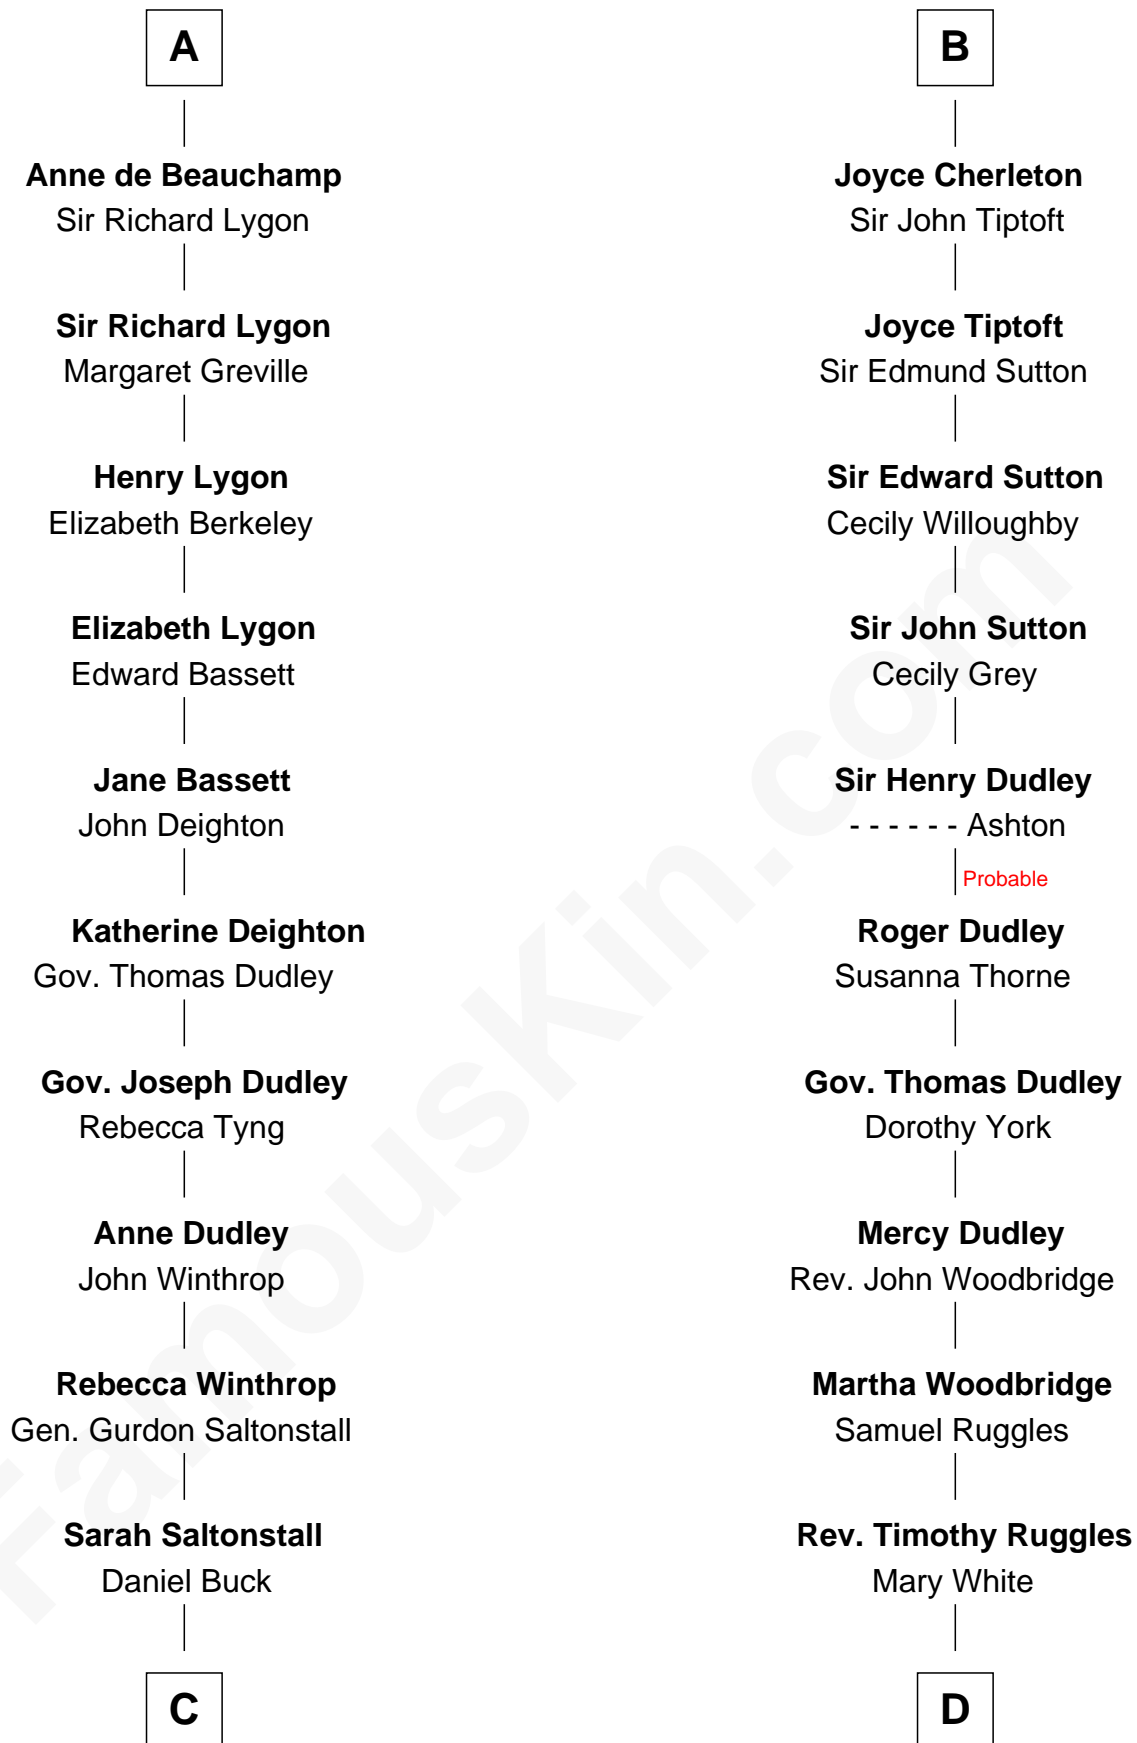 A
Anne de Beauchamp
Sir Richard Lygon
Sir Richard Lygon
Margaret Greville
Henry Lygon
Elizabeth Berkeley
Elizabeth Lygon
Edward Bassett
Jane Bassett
John Deighton
Katherine Deighton
Gov. Thomas Dudley
Gov. Joseph Dudley
Rebecca Tyng
Anne Dudley
John Winthrop
Rebecca Winthrop
Gen. Gurdon Saltonstall
Sarah Saltonstall
Daniel Buck
C
B
Joyce Cherleton
Sir John Tiptoft
Joyce Tiptoft
Sir Edmund Sutton
Sir Edward Sutton
Cecily Willoughby
Sir John Sutton
Cecily Grey
Sir Henry Dudley
- - - - - - Ashton
Probable
Roger Dudley
Susanna Thorne
Gov. Thomas Dudley
Dorothy York
Mercy Dudley
Rev. John Woodbridge
Martha Woodbridge
Samuel Ruggles
Rev. Timothy Ruggles
Mary White
D
FamousKin.com